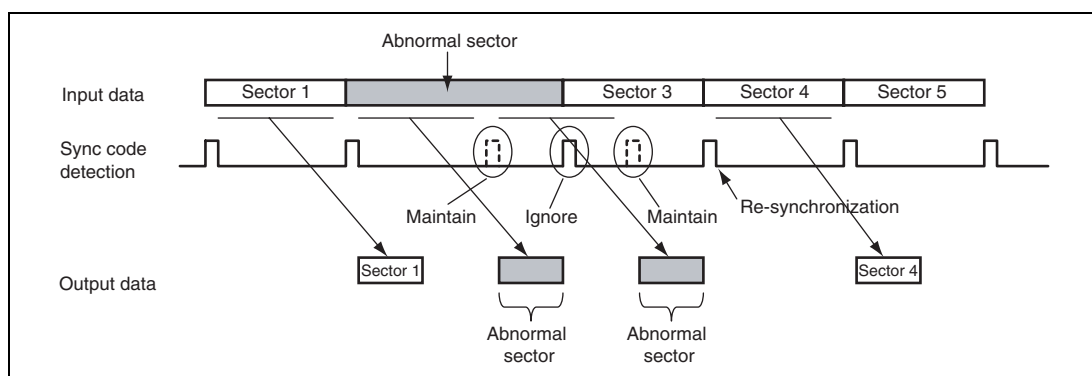 Abnormal sector
Input data
Sector 1
Sector 3
Sector 4
Sector 5
Sync code
detection
Maintain
Ignore
Maintain
Re-synchronization
Output data
Sector 1
Sector 4
Abnormal
sector
Abnormal
sector